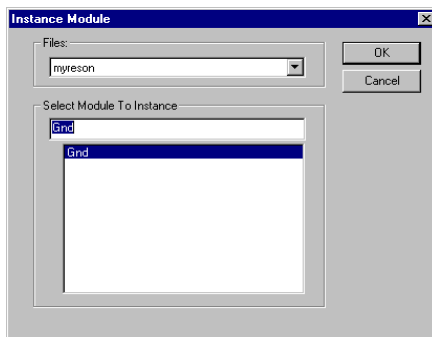 Instance Module
Files:
myreson
OK
Cancel
Select Module To Instance
Gnd
Gnd